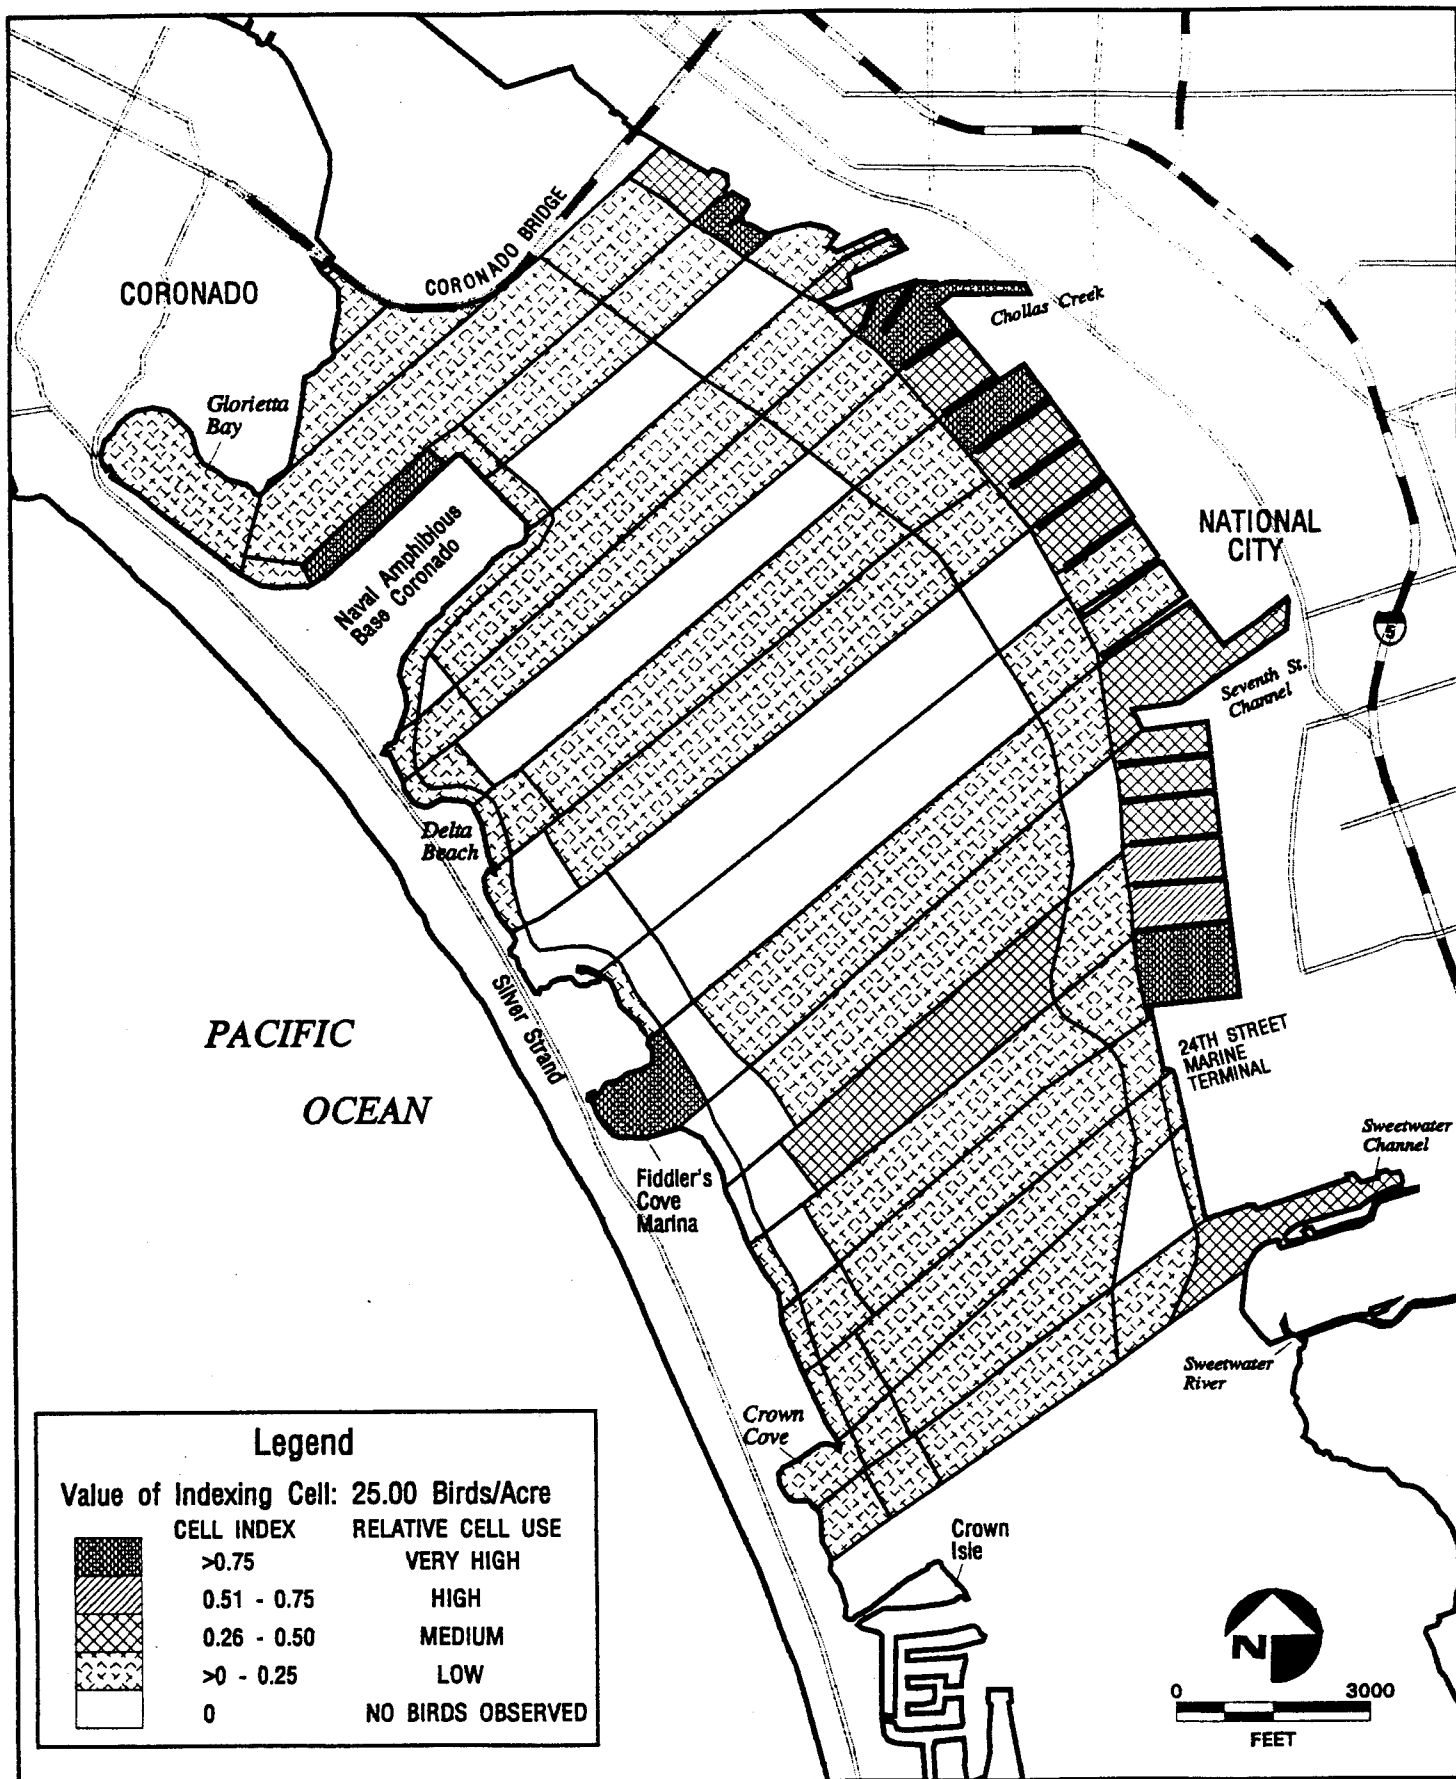 CORONADO BRIDGE
CORONADO
Chollas Creek
Glorietta
Bay
Naval Amphibious
Base Coronado
NATIONAL
CITY
5
Seventh St.
Channel
Delta
Beach
Silver Strand
PACIFIC
OCEAN
24TH STREET
MARINE
TERMINAL
Sweetwater
Channel
Fiddler's
Cove
Marina
Sweetwater
River
Crown
Cove
Crown
Isle
Legend
Value of Indexing Cell: 25.00 Birds/Acre
CELL INDEX RELATIVE CELL USE
>0.75 VERY HIGH
0.51 - 0.75 HIGH
0.26 - 0.50 MEDIUM
>0 - 0.25 LOW
0 NO BIRDS OBSERVED
N
0 3000
FEET